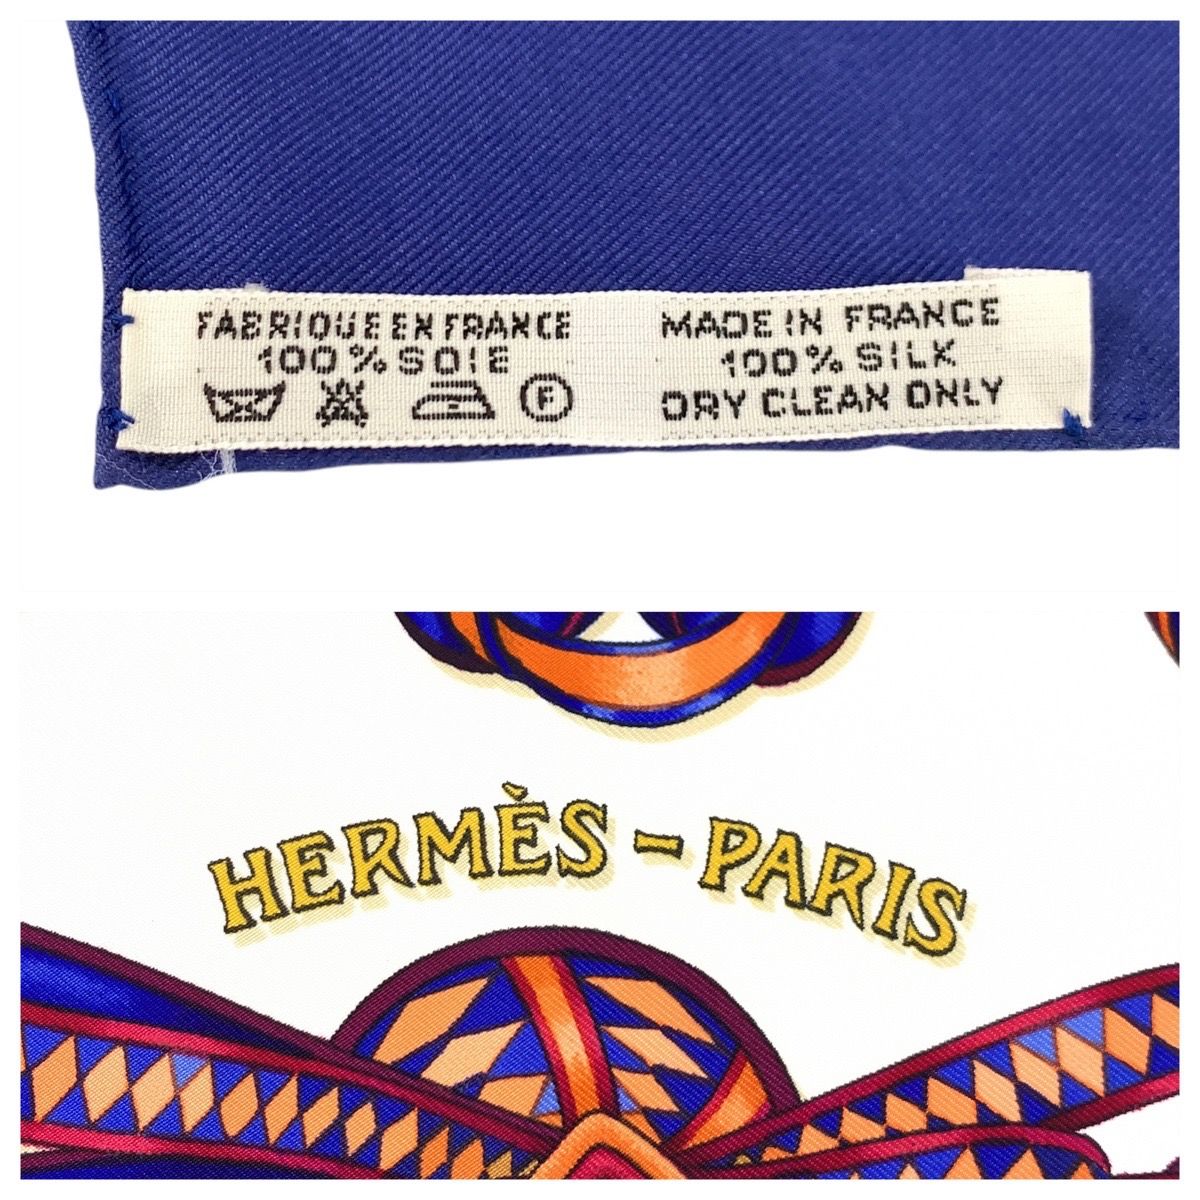 FABRIQUE EN FRANCE
100% SOIE
F
MADE IN FRANCE
100% SILK
DRY CLEAN ONLY
HERMÈS-PARIS